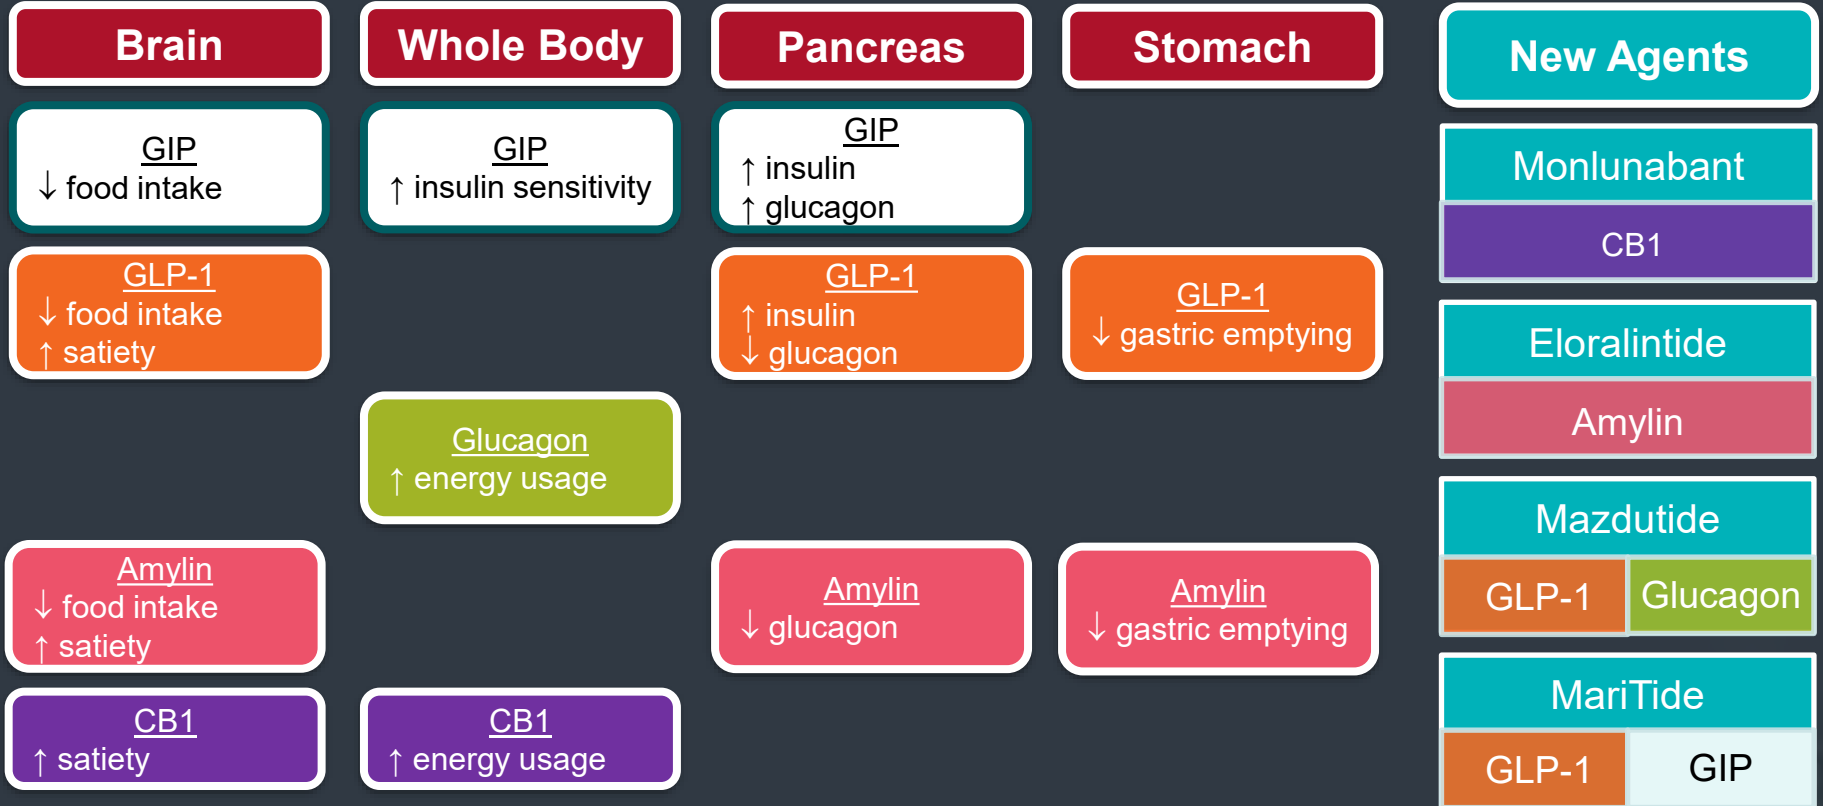 Brain
Whole Body
Pancreas
Stomach
New Agents
GIP
↓ food intake
GIP
↑ insulin sensitivity
GIP
↑ insulin
↑ glucagon
GLP-1
↓ food intake
↑ satiety
GLP-1
↑ insulin
↓ glucagon
GLP-1
↓ gastric emptying
Glucagon
↑ energy usage
Amylin
↓ food intake
↑ satiety
Amylin
↓ glucagon
Amylin
↓ gastric emptying
CB1
↑ satiety
CB1
↑ energy usage
Monlunabant
CB1
Eloralintide
Amylin
Mazdutide
GLP-1
Glucagon
MariTide
GLP-1
GIP